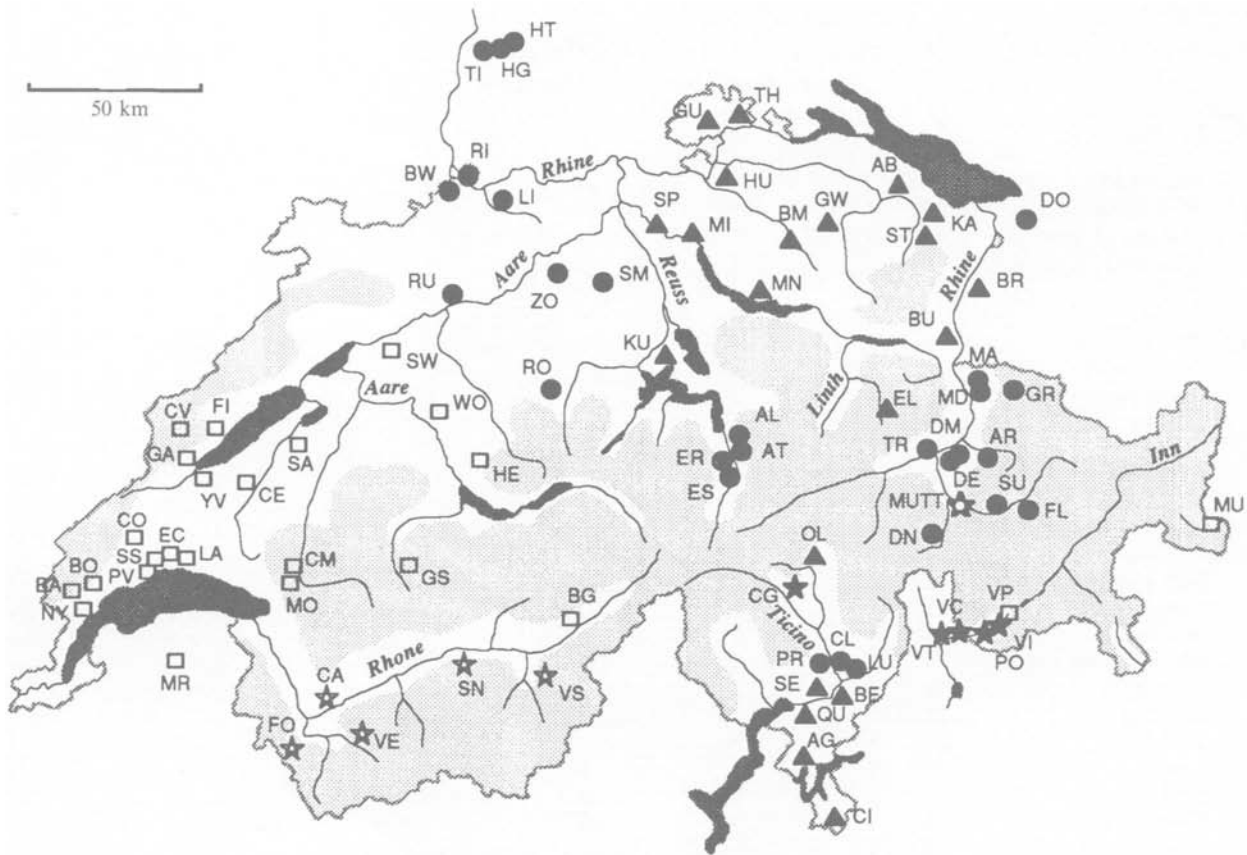 HT
TI HG
50 km
GU TH
RI
BW
Rhine
LI
HU
AB
DO
SP
MI
BM
GW
ST
KA
RU
Aare
ZO
SM
Reuss
MN
Rhine
BR
BU
SW
KU
Linth
MA
MD
GR
CV FI
Aare
WO
RO
EL
AL
AT
TR
DM
AR
Inn
GA
SA
HE
ER
ES
DE
SU
YV
CE
MUTT
FL
MU
CO
EC
SS
LA
DN
BO
PV
CM
GS
OL
BA
NY
MO
BG
CG
Ticino
VC
VP
VT
VI
PO
MR
Rhone
SN
VS
PR
CL
LU
CA
SE
BE
FO
VE
QU
AG
CI